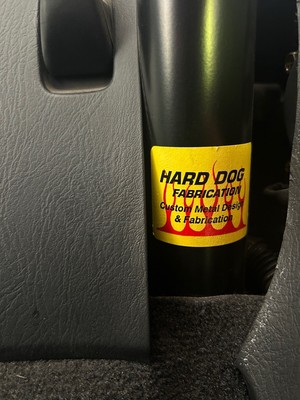 HARD DOG
FABRICATION
Custom Metal Design
& Fabrication